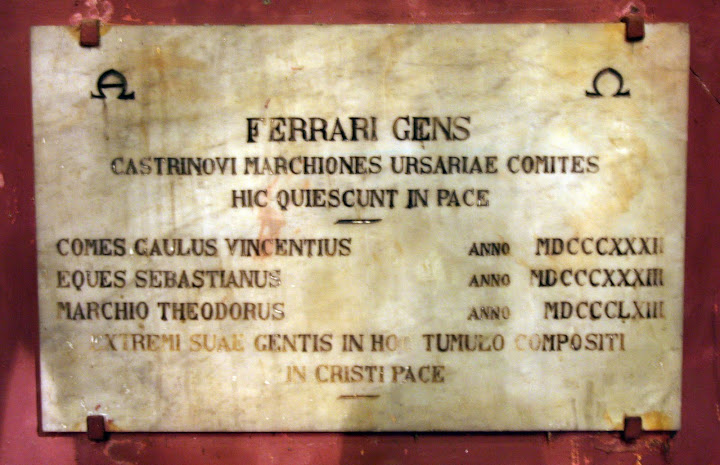 Α Ω
FERRARI GENS
CASTRINOVI MARCHIONES URSARIAE COMITES
HIC QUIESCUNT IN PACE
COMES GAULUS VINCENTIUS ANNO MDCCCXXXII
EQUES SEBASTIANUS ANNO MDCCCXXXIII
MARCHIO THEODORUS ANNO MDCCCLXIII
EXTREMI SUAE GENTIS IN HOC TUMULO COMPOSITI
IN CRISTI PACE